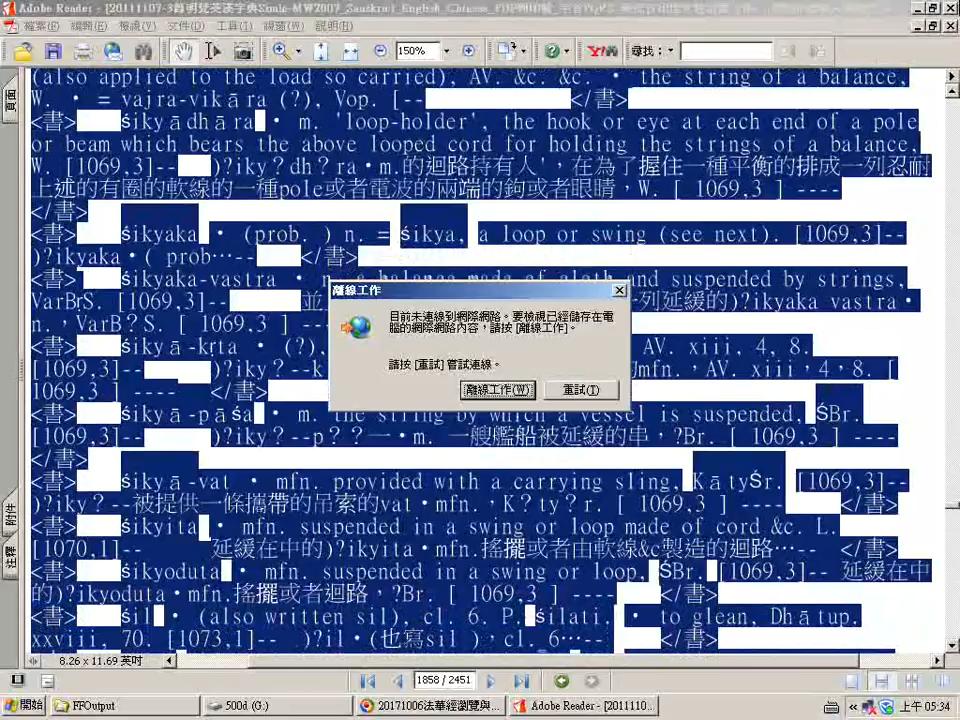 Adobe Reader - [20111107-3
檔案(F) 編輯(E) 檢視(V) 文件(D) 工具(T) 視窗(W) 說明(H)
150% 尋找:
頁面
(also applied to the load so carried), AV. &c. &c. • the string of a balance,
W. • = vajra-vikāra (?), Vop. [-- </書>
<書> śikyādhāra • m. 'loop-holder', the hook or eye at each end of a pole
or beam which bears the above looped cord for holding the strings of a balance,
W. [1069,3]-- )?iky?dh?ra•m.的迴路持有人'，在為了握住一種平衡的排成一列忍耐
上述的有圈的軟線的一種pole或者電波的兩端的鉤或者眼睛，W. [ 1069,3 ] ----
</書>
<書> śikyaka • (prob. ) n. = śikya, a loop or swing (see next). [1069,3]--
)?ikyaka•( prob…-- </書>
<書> śikyaka-vastra • n. a balance made of cloth and suspended by strings,
VarBṛS. [1069,3]-- 並 列延緩的)?ikyaka vastra•
n.，VarB?S. [ 1069,3 ]
<書> śikyā-kṛta • (?), AV. xiii, 4, 8.
[1069,3]-- )?iky?--k mfn.，AV. xiii，4，8. [
1069,3 ] ---- </書>
<書> śikyā-pāśa • m. the string by which a vessel is suspended, ŚBr.
[1069,3]-- )?iky?--p??一•m. 一艘艦船被延緩的串，?Br. [ 1069,3 ] ----
</書>
<書> śikyā-vat • mfn. provided with a carrying sling, KātyŚr. [1069,3]--
)?iky?--被提供一條攜帶的吊索的vat•mfn.，K?ty?r. [ 1069,3 ] ---- </書>
<書> śikyita • mfn. suspended in a swing or loop made of cord &c. L.
[1070,1]-- 延緩在中的)?ikyita•mfn.搖擺或者由軟線&c製造的迴路…-- </書>
<書> śikyoduta • mfn. suspended in a swing or loop, ŚBr. [1069,3]-- 延緩在中
的)?ikyoduta•mfn.搖擺或者迴路，?Br. [ 1069,3 ] ---- </書>
<書> śil • (also written sil), cl. 6. P. śilati, • to glean, Dhātup.
xxviii, 70. [1073,1]-- )?il•(也寫sil )，cl. 6…-- </書>
離線工作
目前未連線到網際網路。要檢視已經儲存在電
腦的網際網路內容，請按 [離線工作]。
請按 [重試] 嘗試連線。
離線工作(W) 重試(T)
附件
注釋
8.26 x 11.69 英吋
1858 / 2451
開始 FFOutput 500d (G:) 20171006法華經瀏覽與... Adobe Reader - [2011110... 上午 05:34